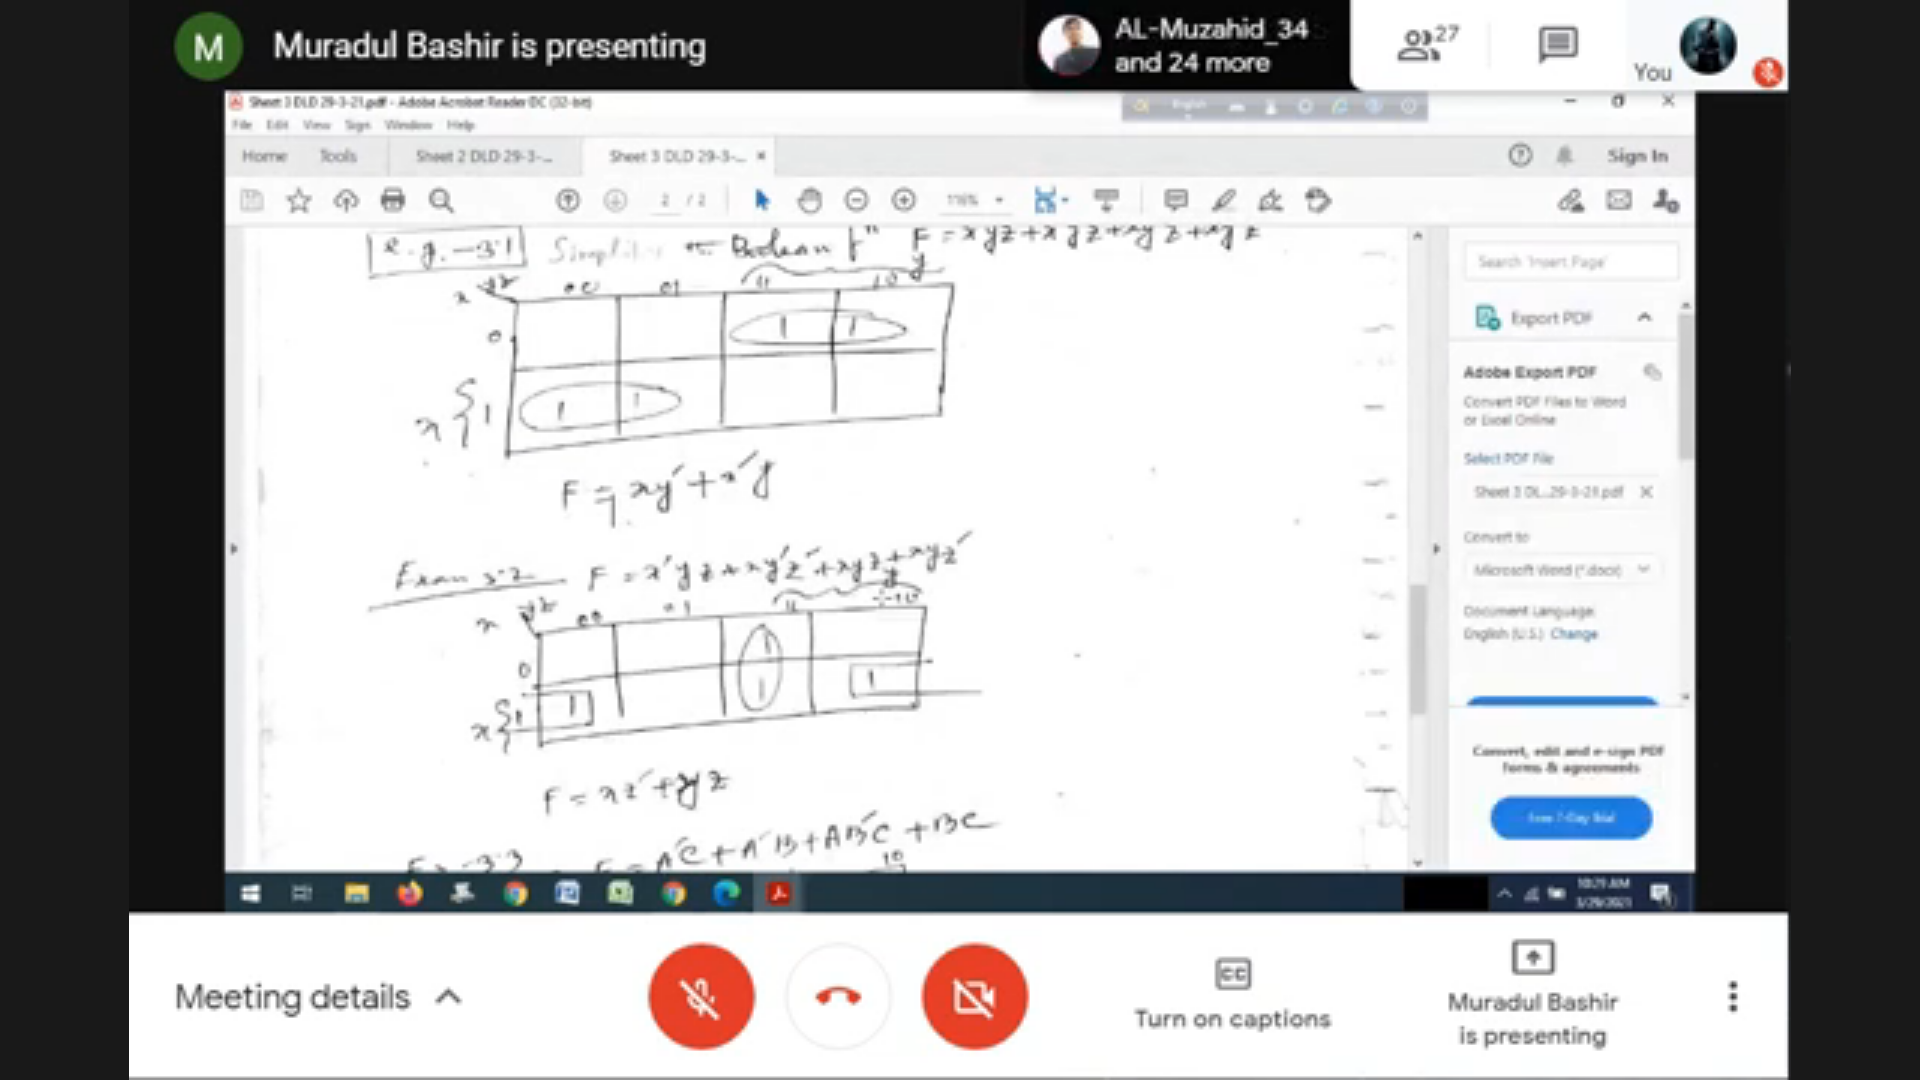 M Muradul Bashir is presenting
AL-Muzahid_34
and 24 more
27
You
Sheet 3 DLD 29-3-21.pdf - Adobe Acrobat Reader DC (32-bit)
English
File Edit View Sign Window Help
Home Tools Sheet 2 DLD 29-3-... Sheet 3 DLD 29-3-... × Sign In
2 / 2 116%
e.g.-3.1 Boolean
y
x yz 00 01 11 10
0 1 1
x { 1 1 1
F = xy′ + x′y
Exam 3.2 F = x′yz + xy′z′ + xyz + xyz′
y
x yz 00 01 11 10
0 1
x { 1 1 1 1
F = xz′ + yz
Ex-3.3 F = A′C + A′B + AB′C + BC
10
Search 'Insert Page'
Export PDF
Adobe Export PDF
Convert PDF Files to Word
or Excel Online
Select PDF File
Sheet 3 DL...29-3-21.pdf ×
Convert to
Microsoft Word (*.docx)
Document Language:
English (U.S.) Change
Convert, edit and e-sign PDF
forms & agreements
Free 7-Day Trial
10:29 AM
3/29/2021
Meeting details
CC
Turn on captions
Muradul Bashir
is presenting